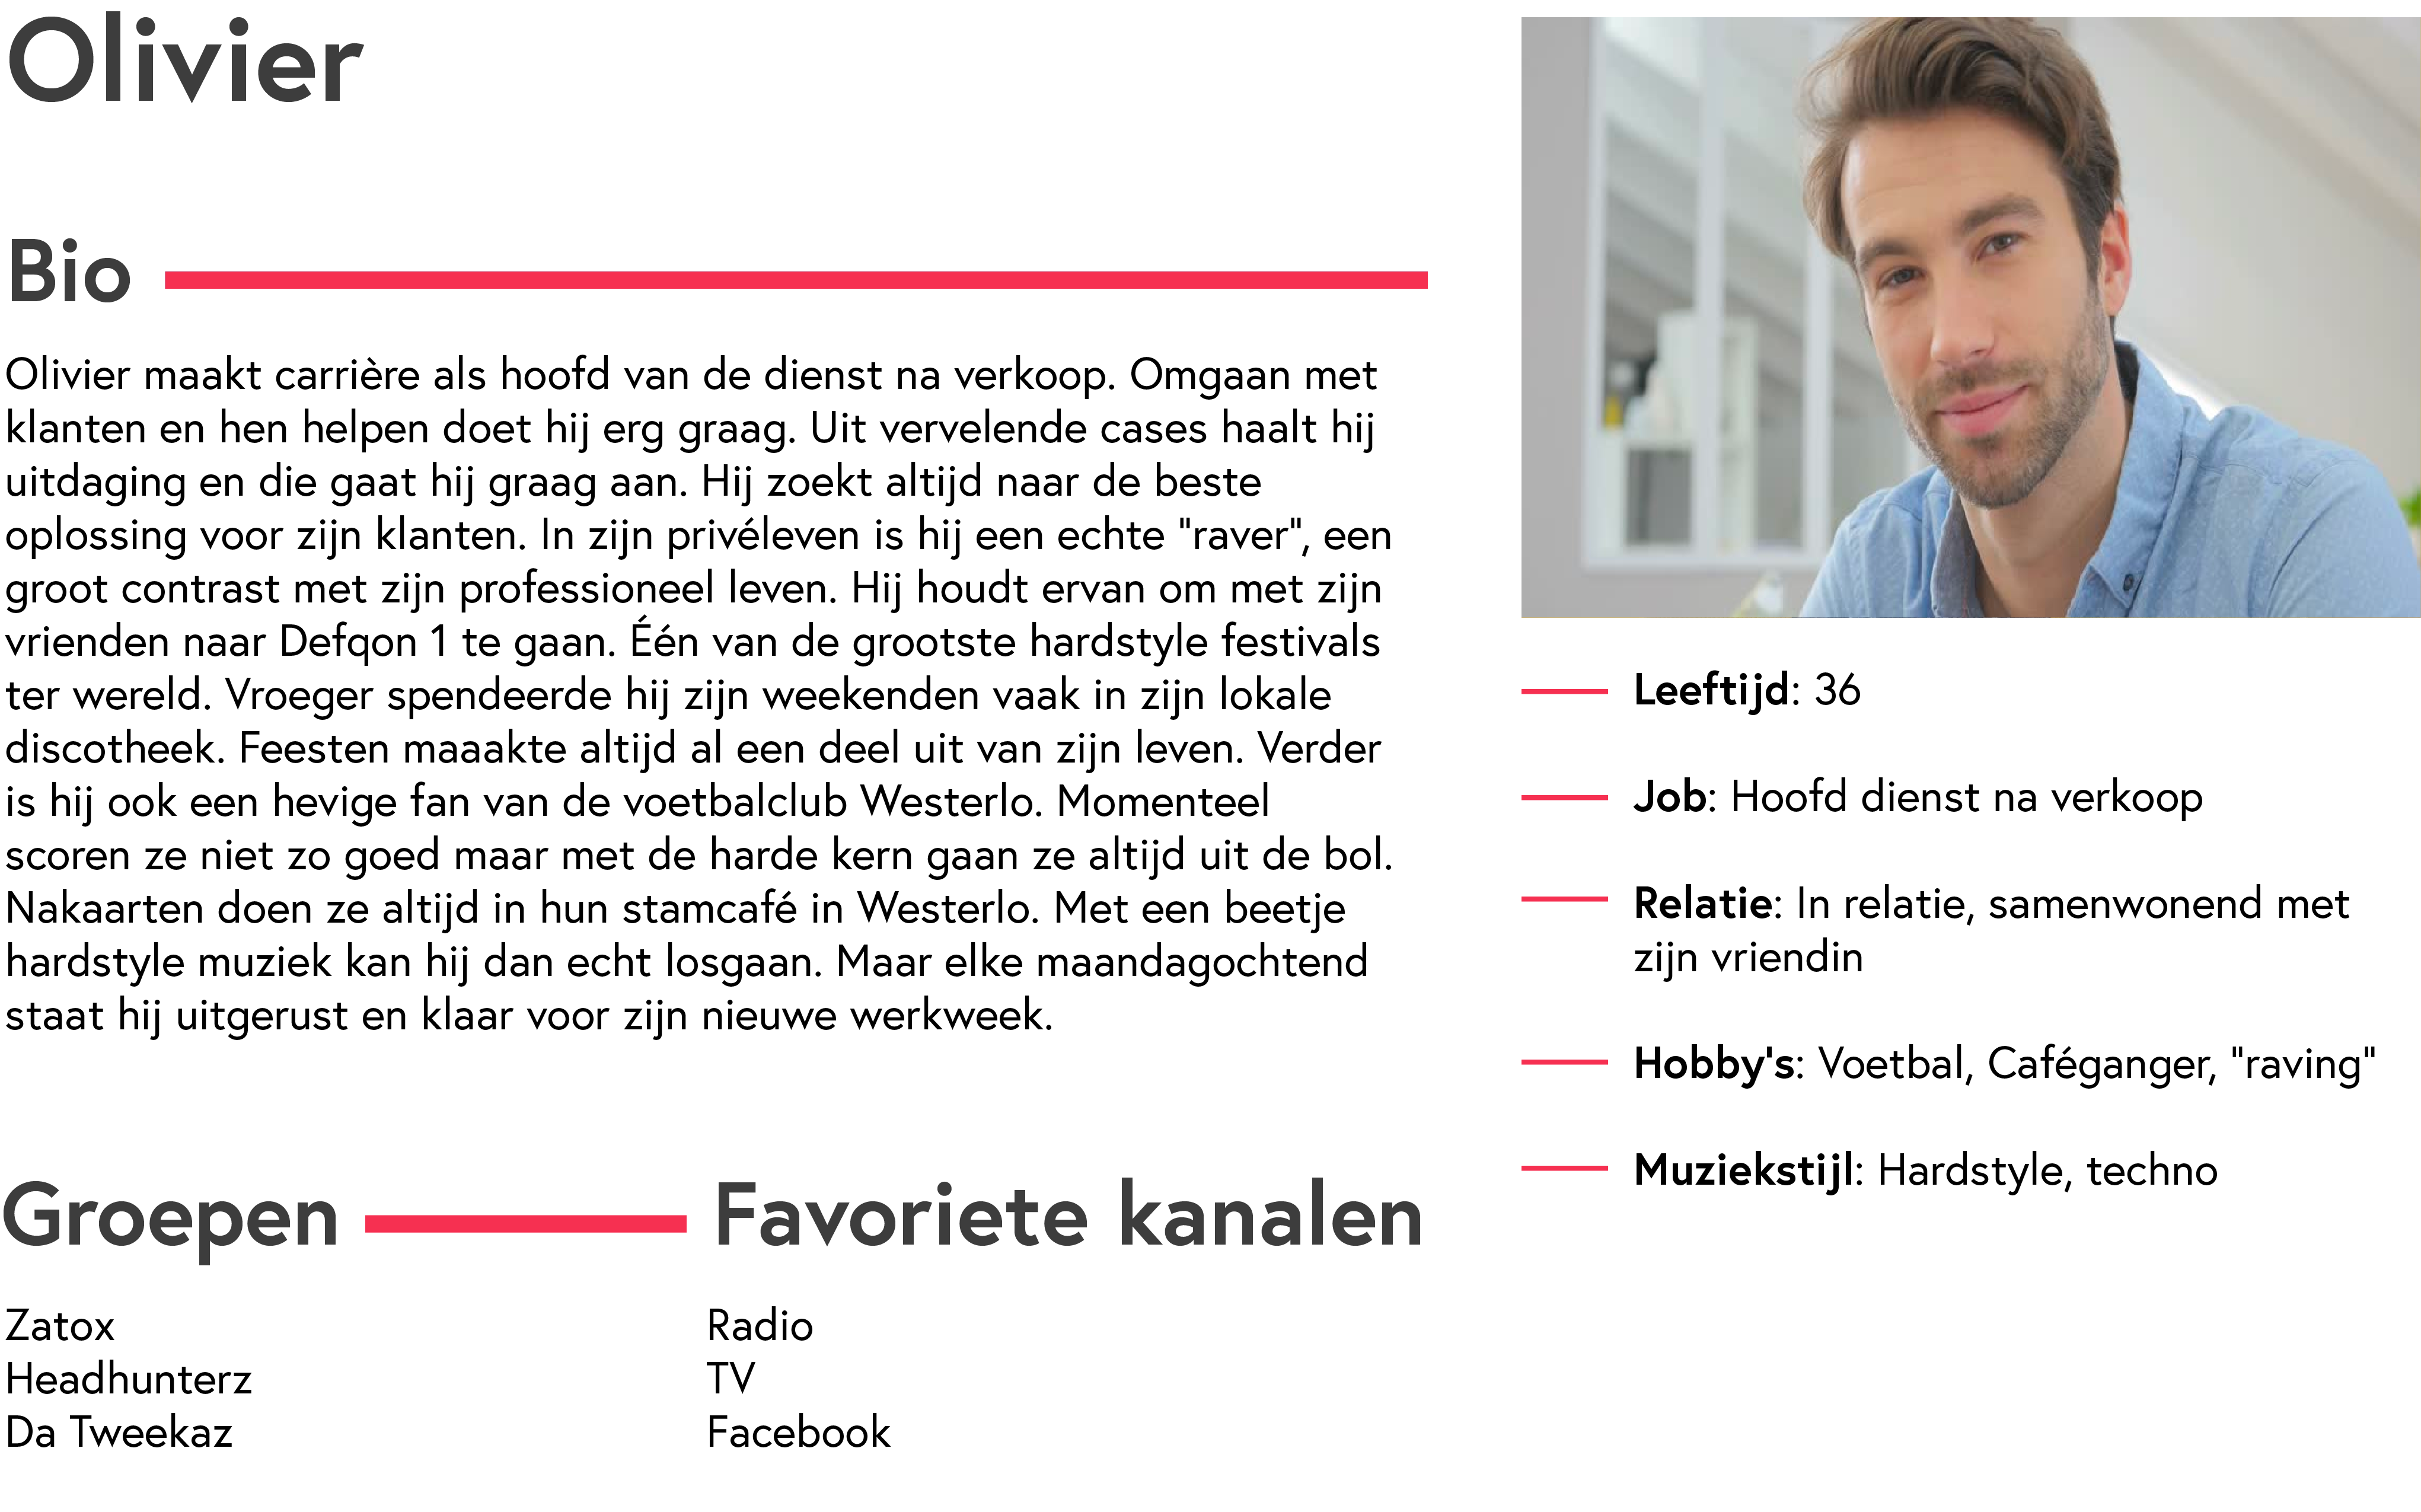 Olivier
Bio
Olivier maakt carrière als hoofd van de dienst na verkoop. Omgaan met
klanten en hen helpen doet hij erg graag. Uit vervelende cases haalt hij
uitdaging en die gaat hij graag aan. Hij zoekt altijd naar de beste
oplossing voor zijn klanten. In zijn privéleven is hij een echte "raver", een
groot contrast met zijn professioneel leven. Hij houdt ervan om met zijn
vrienden naar Defqon 1 te gaan. Één van de grootste hardstyle festivals
ter wereld. Vroeger spendeerde hij zijn weekenden vaak in zijn lokale
discotheek. Feesten maaakte altijd al een deel uit van zijn leven. Verder
is hij ook een hevige fan van de voetbalclub Westerlo. Momenteel
scoren ze niet zo goed maar met de harde kern gaan ze altijd uit de bol.
Nakaarten doen ze altijd in hun stamcafé in Westerlo. Met een beetje
hardstyle muziek kan hij dan echt losgaan. Maar elke maandagochtend
staat hij uitgerust en klaar voor zijn nieuwe werkweek.
Groepen
Zatox
Headhunterz
Da Tweekaz
Favoriete kanalen
Radio
TV
Facebook
Leeftijd: 36
Job: Hoofd dienst na verkoop
Relatie: In relatie, samenwonend met
zijn vriendin
Hobby's: Voetbal, Caféganger, "raving"
Muziekstijl: Hardstyle, techno